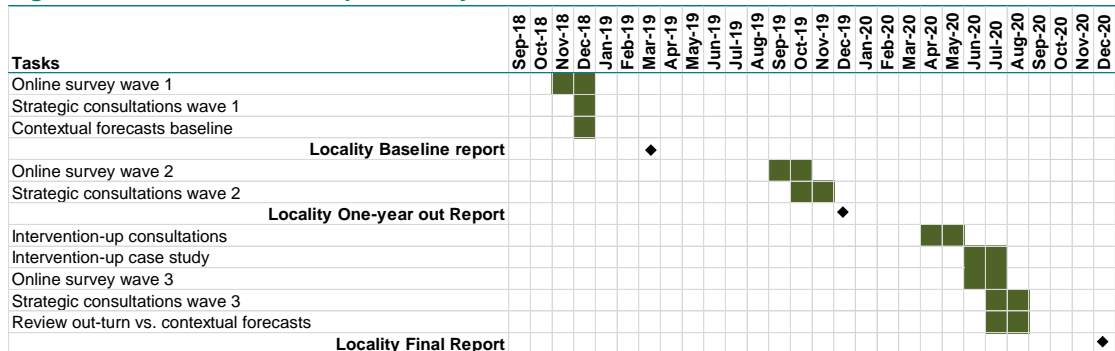 Tasks Sep-18 Oct-18 Nov-18 Dec-18 Jan-19 Feb-19 Mar-19 Apr-19 May-19 Jun-19 Jul-19 Aug-19 Sep-19 Oct-19 Nov-19 Dec-19 Jan-20 Feb-20 Mar-20 Apr-20 May-20 Jun-20 Jul-20 Aug-20 Sep-20 Oct-20 Nov-20 Dec-20
Online survey wave 1
Strategic consultations wave 1
Contextual forecasts baseline
Locality Baseline report
Online survey wave 2
Strategic consultations wave 2
Locality One-year out Report
Intervention-up consultations
Intervention-up case study
Online survey wave 3
Strategic consultations wave 3
Review out-turn vs. contextual forecasts
Locality Final Report